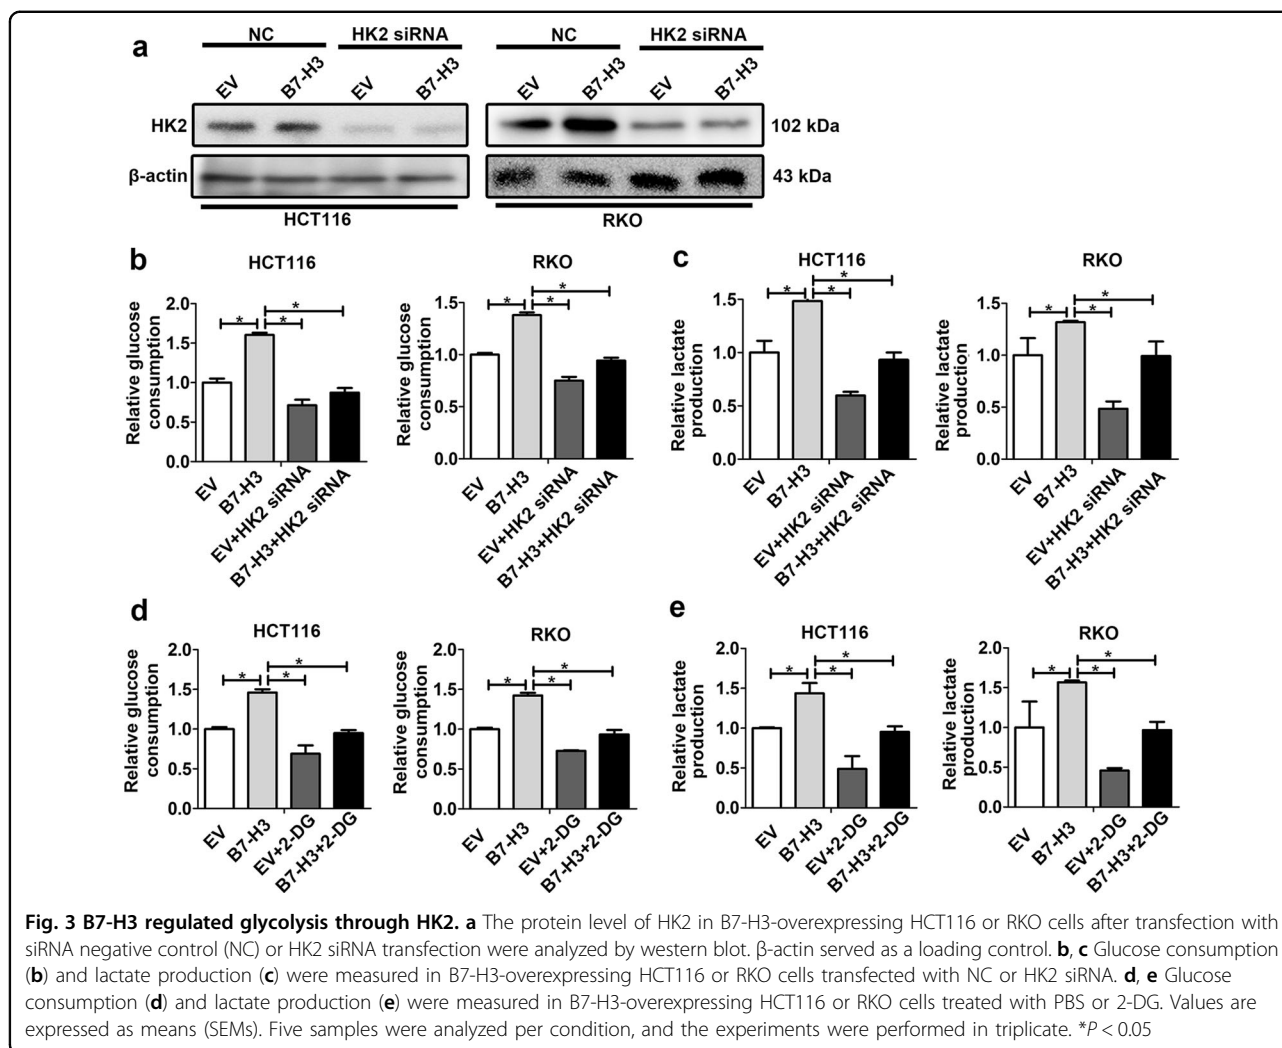 a
NC HK2 siRNA NC HK2 siRNA
EV B7-H3 EV B7-H3 EV B7-H3 EV B7-H3
HK2 102 kDa
β-actin 43 kDa
HCT116 RKO
b
HCT116
Relative glucose
consumption
2.0
1.5
1.0
0.5
0.0
* * *
EV
B7-H3
EV+HK2 siRNA
B7-H3+HK2 siRNA
RKO
Relative glucose
consumption
1.5
1.0
0.5
0.0
* * *
EV
B7-H3
EV+HK2 siRNA
B7-H3+HK2 siRNA
c
HCT116
Relative lactate
production
1.5
1.0
0.5
0.0
* * *
EV
B7-H3
EV+HK2 siRNA
B7-H3+HK2 siRNA
RKO
Relative lactate
production
1.5
1.0
0.5
0.0
* * *
EV
B7-H3
EV+HK2 siRNA
B7-H3+HK2 siRNA
d
HCT116
Relative glucose
consumption
2.0
1.5
1.0
0.5
0.0
* * *
EV
B7-H3
EV+2-DG
B7-H3+2-DG
RKO
Relative glucose
consumption
2.0
1.5
1.0
0.5
0.0
* * *
EV
B7-H3
EV+2-DG
B7-H3+2-DG
e
HCT116
Relative lactate
production
2.0
1.5
1.0
0.5
0.0
* * *
EV
B7-H3
EV+2-DG
B7-H3+2-DG
RKO
Relative lactate
production
2.0
1.5
1.0
0.5
0.0
* * *
EV
B7-H3
EV+2-DG
B7-H3+2-DG
Fig. 3 B7-H3 regulated glycolysis through HK2. a The protein level of HK2 in B7-H3-overexpressing HCT116 or RKO cells after transfection with
siRNA negative control (NC) or HK2 siRNA transfection were analyzed by western blot. β-actin served as a loading control. b, c Glucose consumption
(b) and lactate production (c) were measured in B7-H3-overexpressing HCT116 or RKO cells transfected with NC or HK2 siRNA. d, e Glucose
consumption (d) and lactate production (e) were measured in B7-H3-overexpressing HCT116 or RKO cells treated with PBS or 2-DG. Values are
expressed as means (SEMs). Five samples were analyzed per condition, and the experiments were performed in triplicate. *P < 0.05